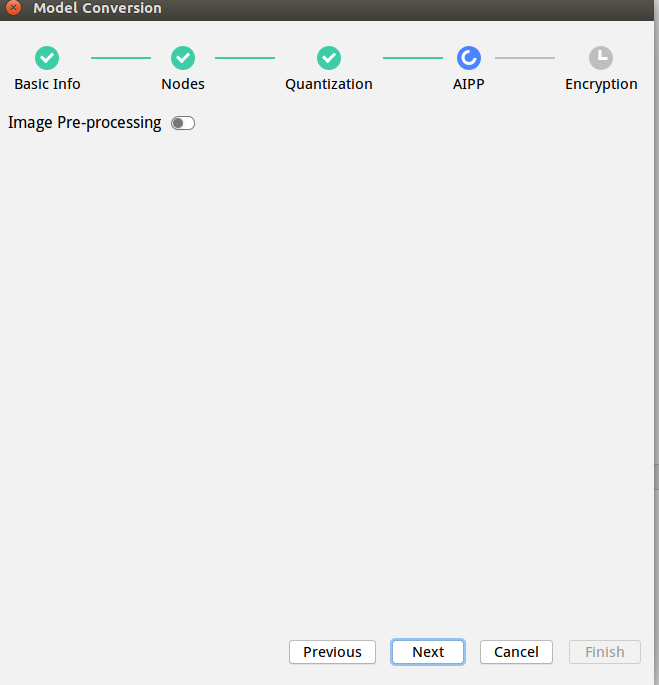 Model Conversion
Basic Info Nodes Quantization AIPP Encryption
Image Pre-processing
Previous Next Cancel Finish